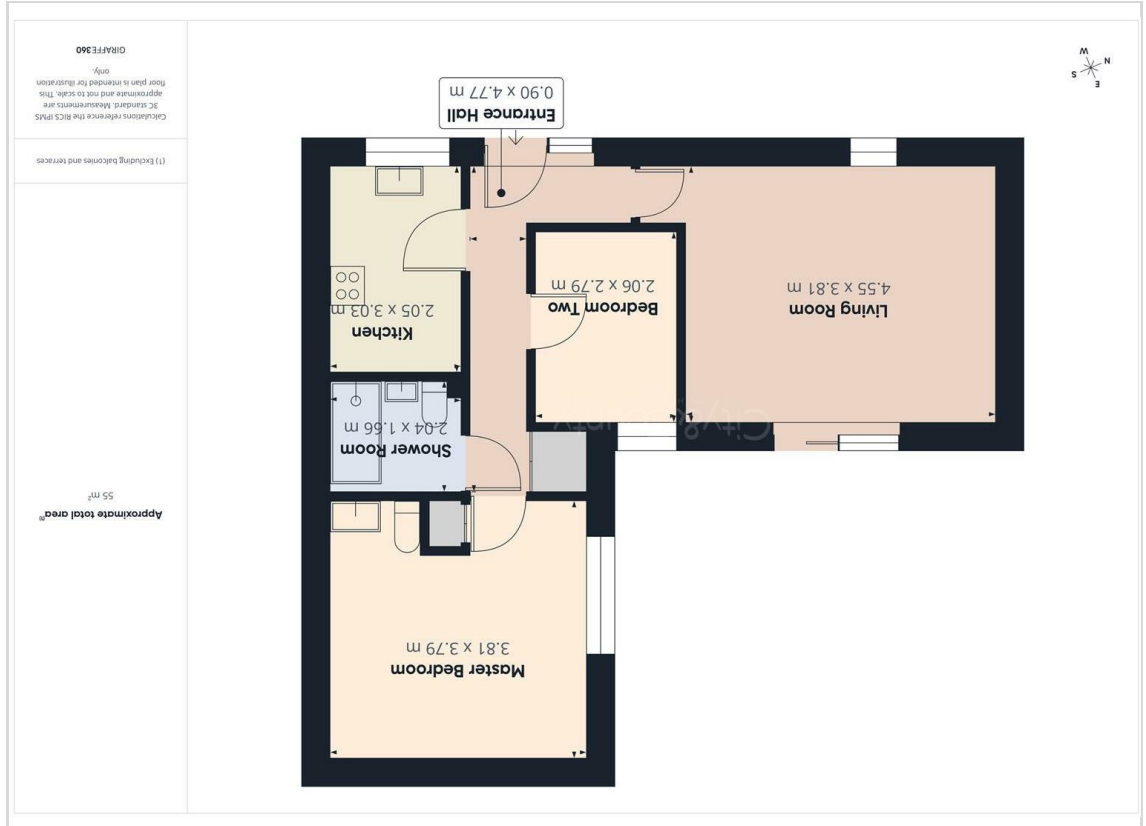 Approximate total area⁽¹⁾
55 m²
(1) Excluding balconies and terraces
Calculations reference the RICS IPMS
3C standard. Measurements are
approximate and not to scale. This
floor plan is intended for illustration
only.
GIRAFFE360
Master Bedroom
3.81 x 3.79 m
Shower Room
2.04 x 1.66 m
Kitchen
2.05 x 3.03 m
Bedroom Two
2.06 x 2.79 m
Living Room
4.55 x 3.81 m
Entrance Hall
0.90 x 4.77 m
City&County
E
S
N
W